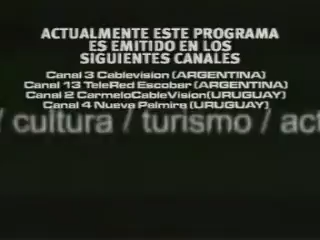 ACTUALMENTE ESTE PROGRAMA
ES EMITIDO EN LOS
SIGUIENTES CANALES
Canal 3 Cablevision (ARGENTINA)
Canal 13 TeleRed Escobar (ARGENTINA)
Canal 2 CarmeloCableVision(URUGUAY)
Canal 4 Nueva Palmira (URUGUAY)
/ cultura / turismo / act